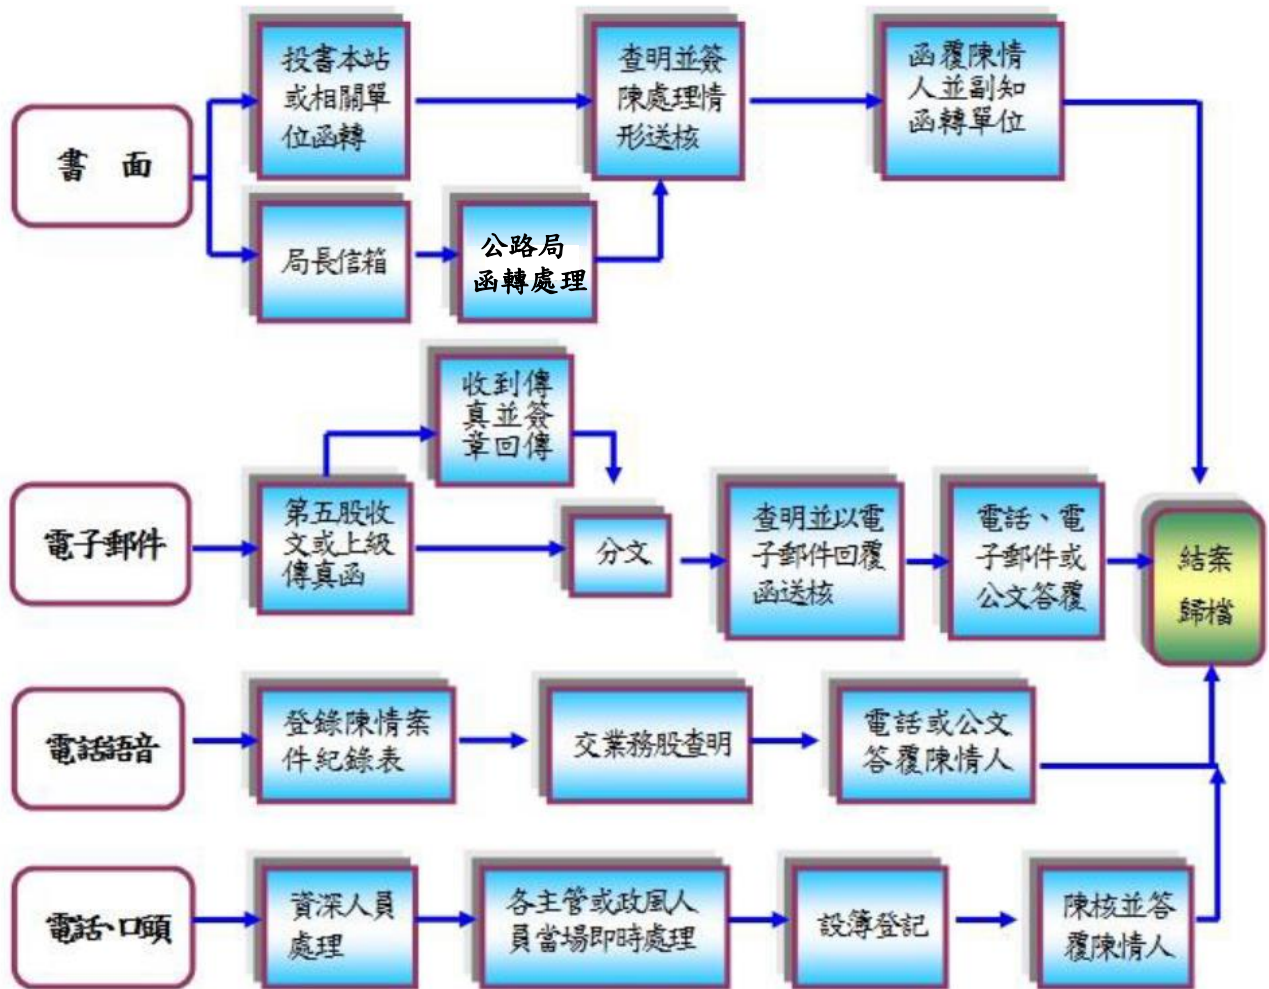 書 面
投書本站
或相關單
位函轉
查明並簽
陳處理情
形送核
函覆陳情
人並副知
函轉單位
局長信箱
公路局
函轉處理
電子郵件
第五股收
文或上級
傳真函
收到傳
真並簽
章回傳
分文
查明並以電
子郵件回覆
函送核
電話、電
子郵件或
公文答覆
結案
歸檔
電話語音
登錄陳情案
件紀錄表
交業務股查明
電話或公文
答覆陳情人
電話、口頭
資深人員
處理
各主管或政風人
員當場即時處理
設簿登記
陳核並答
覆陳情人